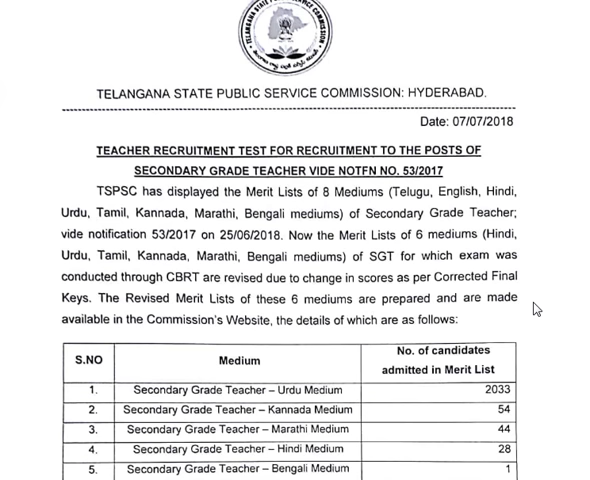 TELANGANA STATE PUBLIC SERVICE COMMISSION: HYDERABAD.
Date: 07/07/2018
TEACHER RECRUITMENT TEST FOR RECRUITMENT TO THE POSTS OF
SECONDARY GRADE TEACHER VIDE NOTFN NO. 53/2017
TSPSC has displayed the Merit Lists of 8 Mediums (Telugu, English, Hindi,
Urdu, Tamil, Kannada, Marathi, Bengali mediums) of Secondary Grade Teacher;
vide notification 53/2017 on 25/06/2018. Now the Merit Lists of 6 mediums (Hindi,
Urdu, Tamil, Kannada, Marathi, Bengali mediums) of SGT for which exam was
conducted through CBRT are revised due to change in scores as per Corrected Final
Keys. The Revised Merit Lists of these 6 mediums are prepared and are made
available in the Commission's Website, the details of which are as follows:
S.NO Medium No. of candidates
admitted in Merit List
1. Secondary Grade Teacher – Urdu Medium 2033
2. Secondary Grade Teacher – Kannada Medium 54
3. Secondary Grade Teacher – Marathi Medium 44
4. Secondary Grade Teacher – Hindi Medium 28
5. Secondary Grade Teacher – Bengali Medium 1